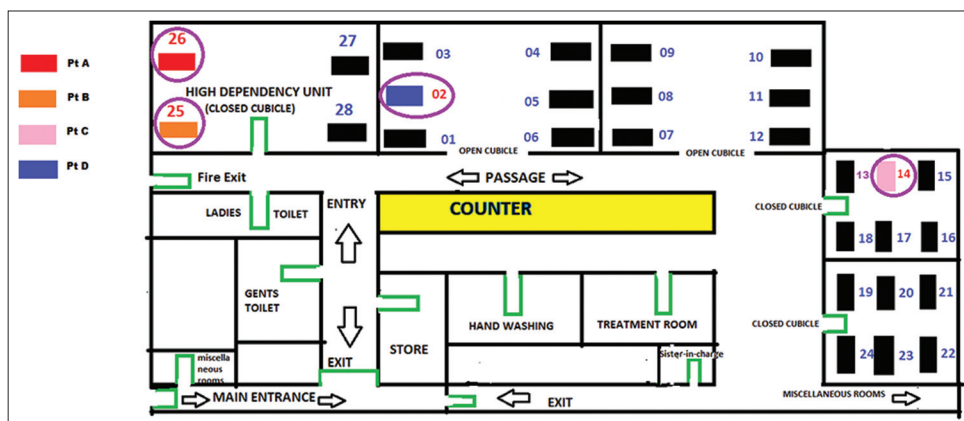 Pt A
Pt B
Pt C
Pt D
26
27
03
04
09
10
HIGH DEPENDENCY UNIT
(CLOSED CUBICLE)
02
05
08
11
25
28
01
06
07
12
OPEN CUBICLE
OPEN CUBICLE
Fire Exit
PASSAGE
13
14
15
LADIES
TOILET
ENTRY
COUNTER
CLOSED CUBICLE
18
17
16
GENTS
TOILET
19
20
21
HAND WASHING
TREATMENT ROOM
CLOSED CUBICLE
STORE
miscella
neous
rooms
EXIT
Sister-in-charge
24
23
22
MAIN ENTRANCE
EXIT
MISCELLANEOUS ROOMS